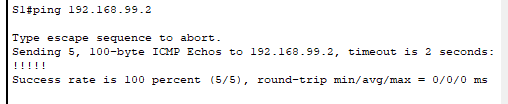 S1#ping 192.168.99.2
Type escape sequence to abort.
Sending 5, 100-byte ICMP Echos to 192.168.99.2, timeout is 2 seconds:
!!!!!
Success rate is 100 percent (5/5), round-trip min/avg/max = 0/0/0 ms